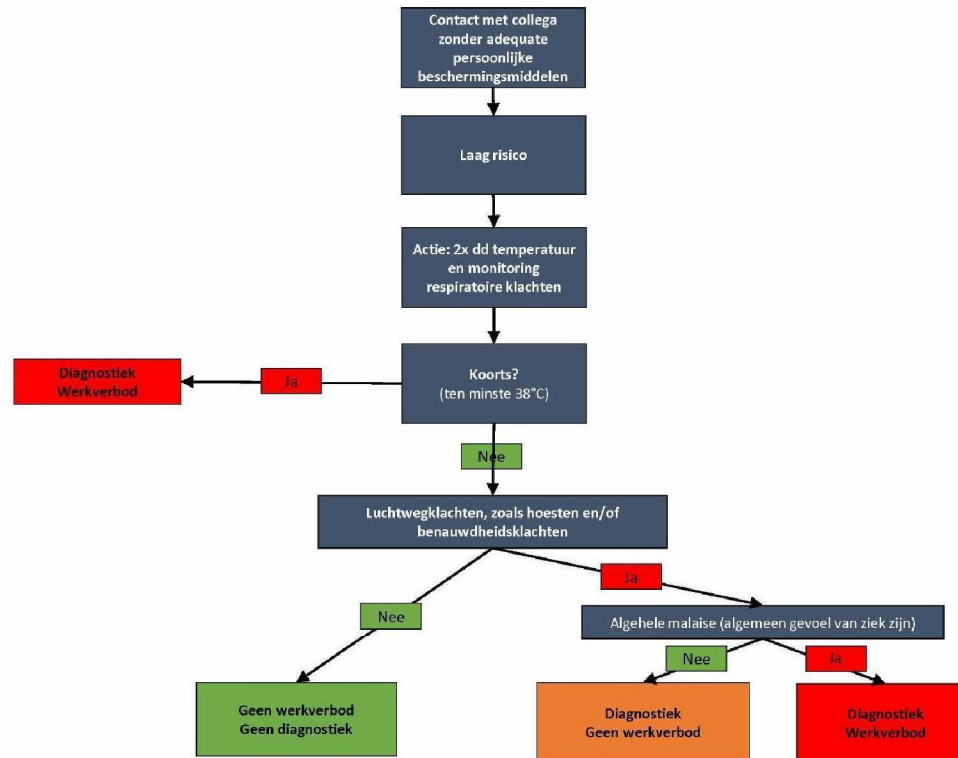 Contact met collega
zonder adequate
persoonlijke
beschermingsmiddelen
Laag risico
Actie: 2x dd temperatuur
en monitoring
respiratoire klachten
Koorts?
(ten minste 38°C)
Ja
Diagnostiek
Werkverbod
Nee
Luchtwegklachten, zoals hoesten en/of
benauwdheidsklachten
Ja
Nee
Algehele malaise (algemeen gevoel van ziek zijn)
Nee
Ja
Geen werkverbod
Geen diagnostiek
Diagnostiek
Geen werkverbod
Diagnostiek
Werkverbod